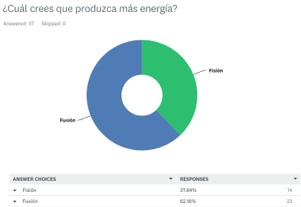 ¿Cuál crees que produzca más energía?
Answered: 37 Skipped: 0
Fisión
Fusión
ANSWER CHOICES RESPONSES
Fisión 37.84% 14
Fusión 62.16% 23